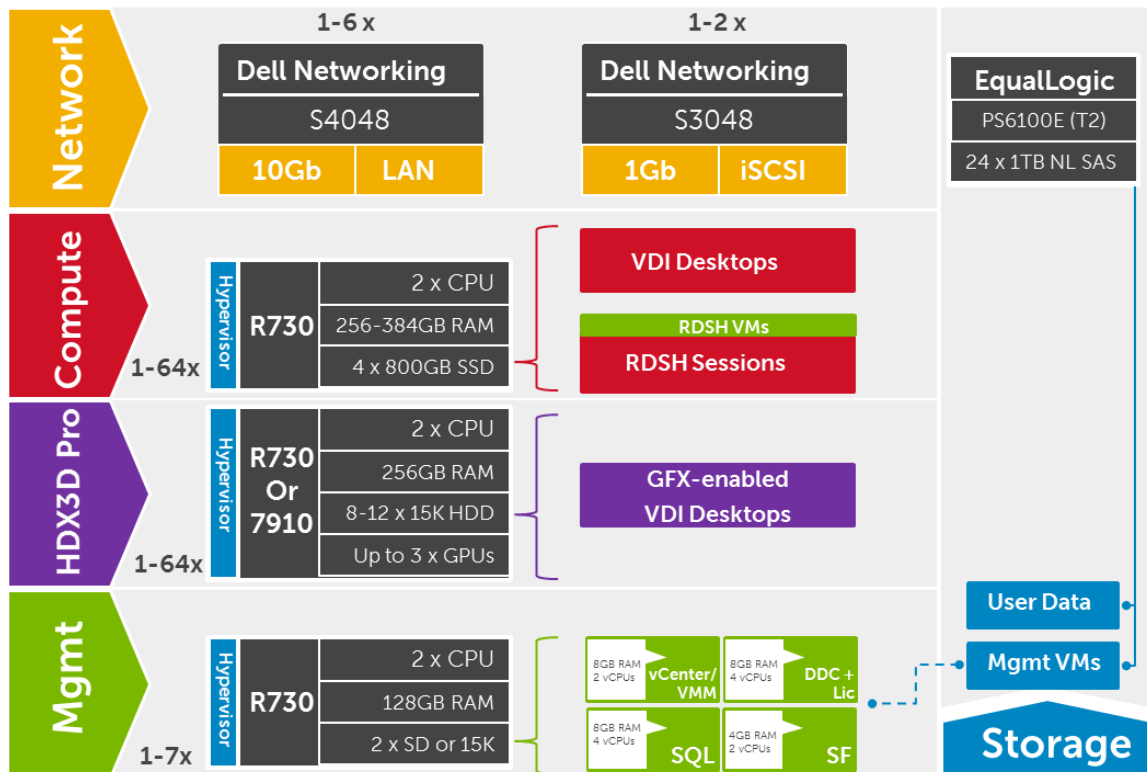 Network
1-6 x
Dell Networking
S4048
10Gb
LAN
1-2 x
Dell Networking
S3048
1Gb
iSCSI
EqualLogic
PS6100E (T2)
24 x 1TB NL SAS
Compute
1-64x
Hypervisor
R730
2 x CPU
256-384GB RAM
4 x 800GB SSD
VDI Desktops
RDSH VMs
RDSH Sessions
HDX3D Pro
1-64x
Hypervisor
R730
Or
7910
2 x CPU
256GB RAM
8-12 x 15K HDD
Up to 3 x GPUs
GFX-enabled
VDI Desktops
Mgmt
1-7x
Hypervisor
R730
2 x CPU
128GB RAM
2 x SD or 15K
8GB RAM
2 vCPUs
vCenter/
VMM
8GB RAM
4 vCPUs
DDC +
Lic
8GB RAM
4 vCPUs
SQL
4GB RAM
2 vCPUs
SF
User Data
Mgmt VMs
Storage